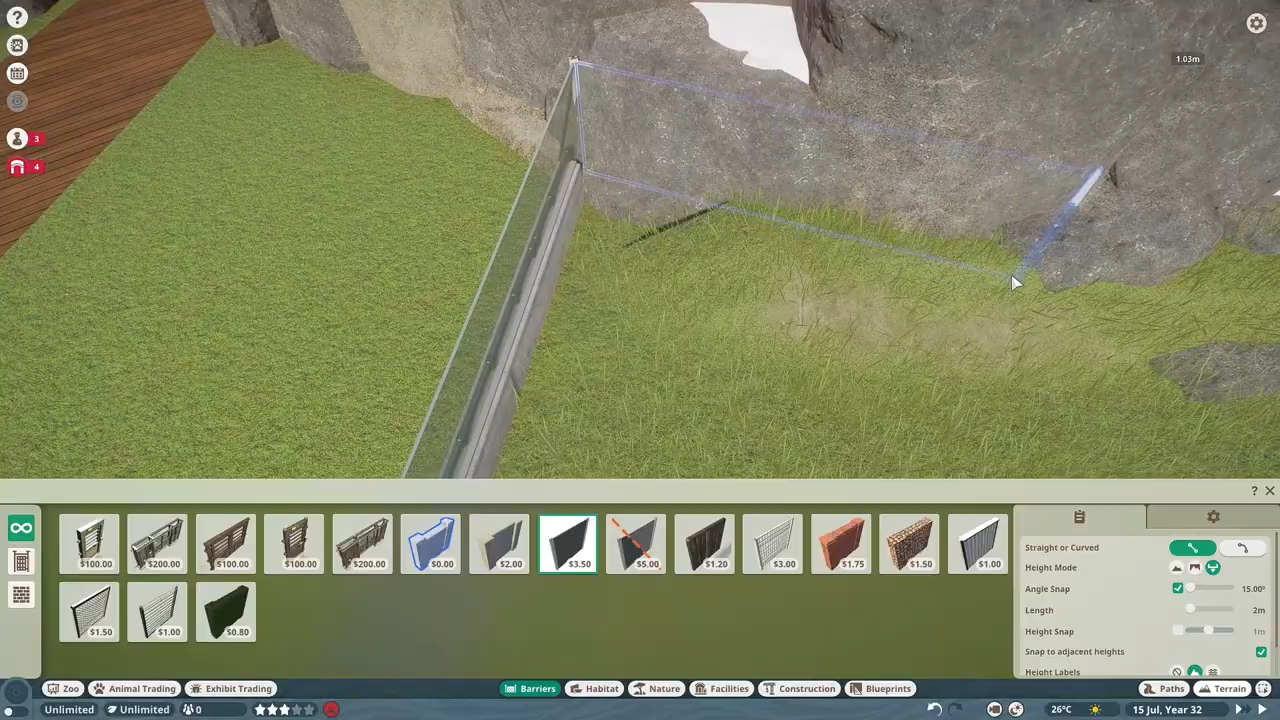 ?
1.03m
3
4
? ×
$100.00 $200.00 $100.00 $100.00 $200.00 $0.00 $2.00 $3.50 $5.00 $1.20 $3.00 $1.75 $1.50 $1.00
$1.50 $1.00 $0.80
Straight or Curved
Height Mode
Angle Snap 15.00°
Length 2m
Height Snap 1m
Snap to adjacent heights
Height Labels
Zoo Animal Trading Exhibit Trading Barriers Habitat Nature Facilities Construction Blueprints Paths Terrain
Unlimited Unlimited 0 26°C 15 Jul, Year 32